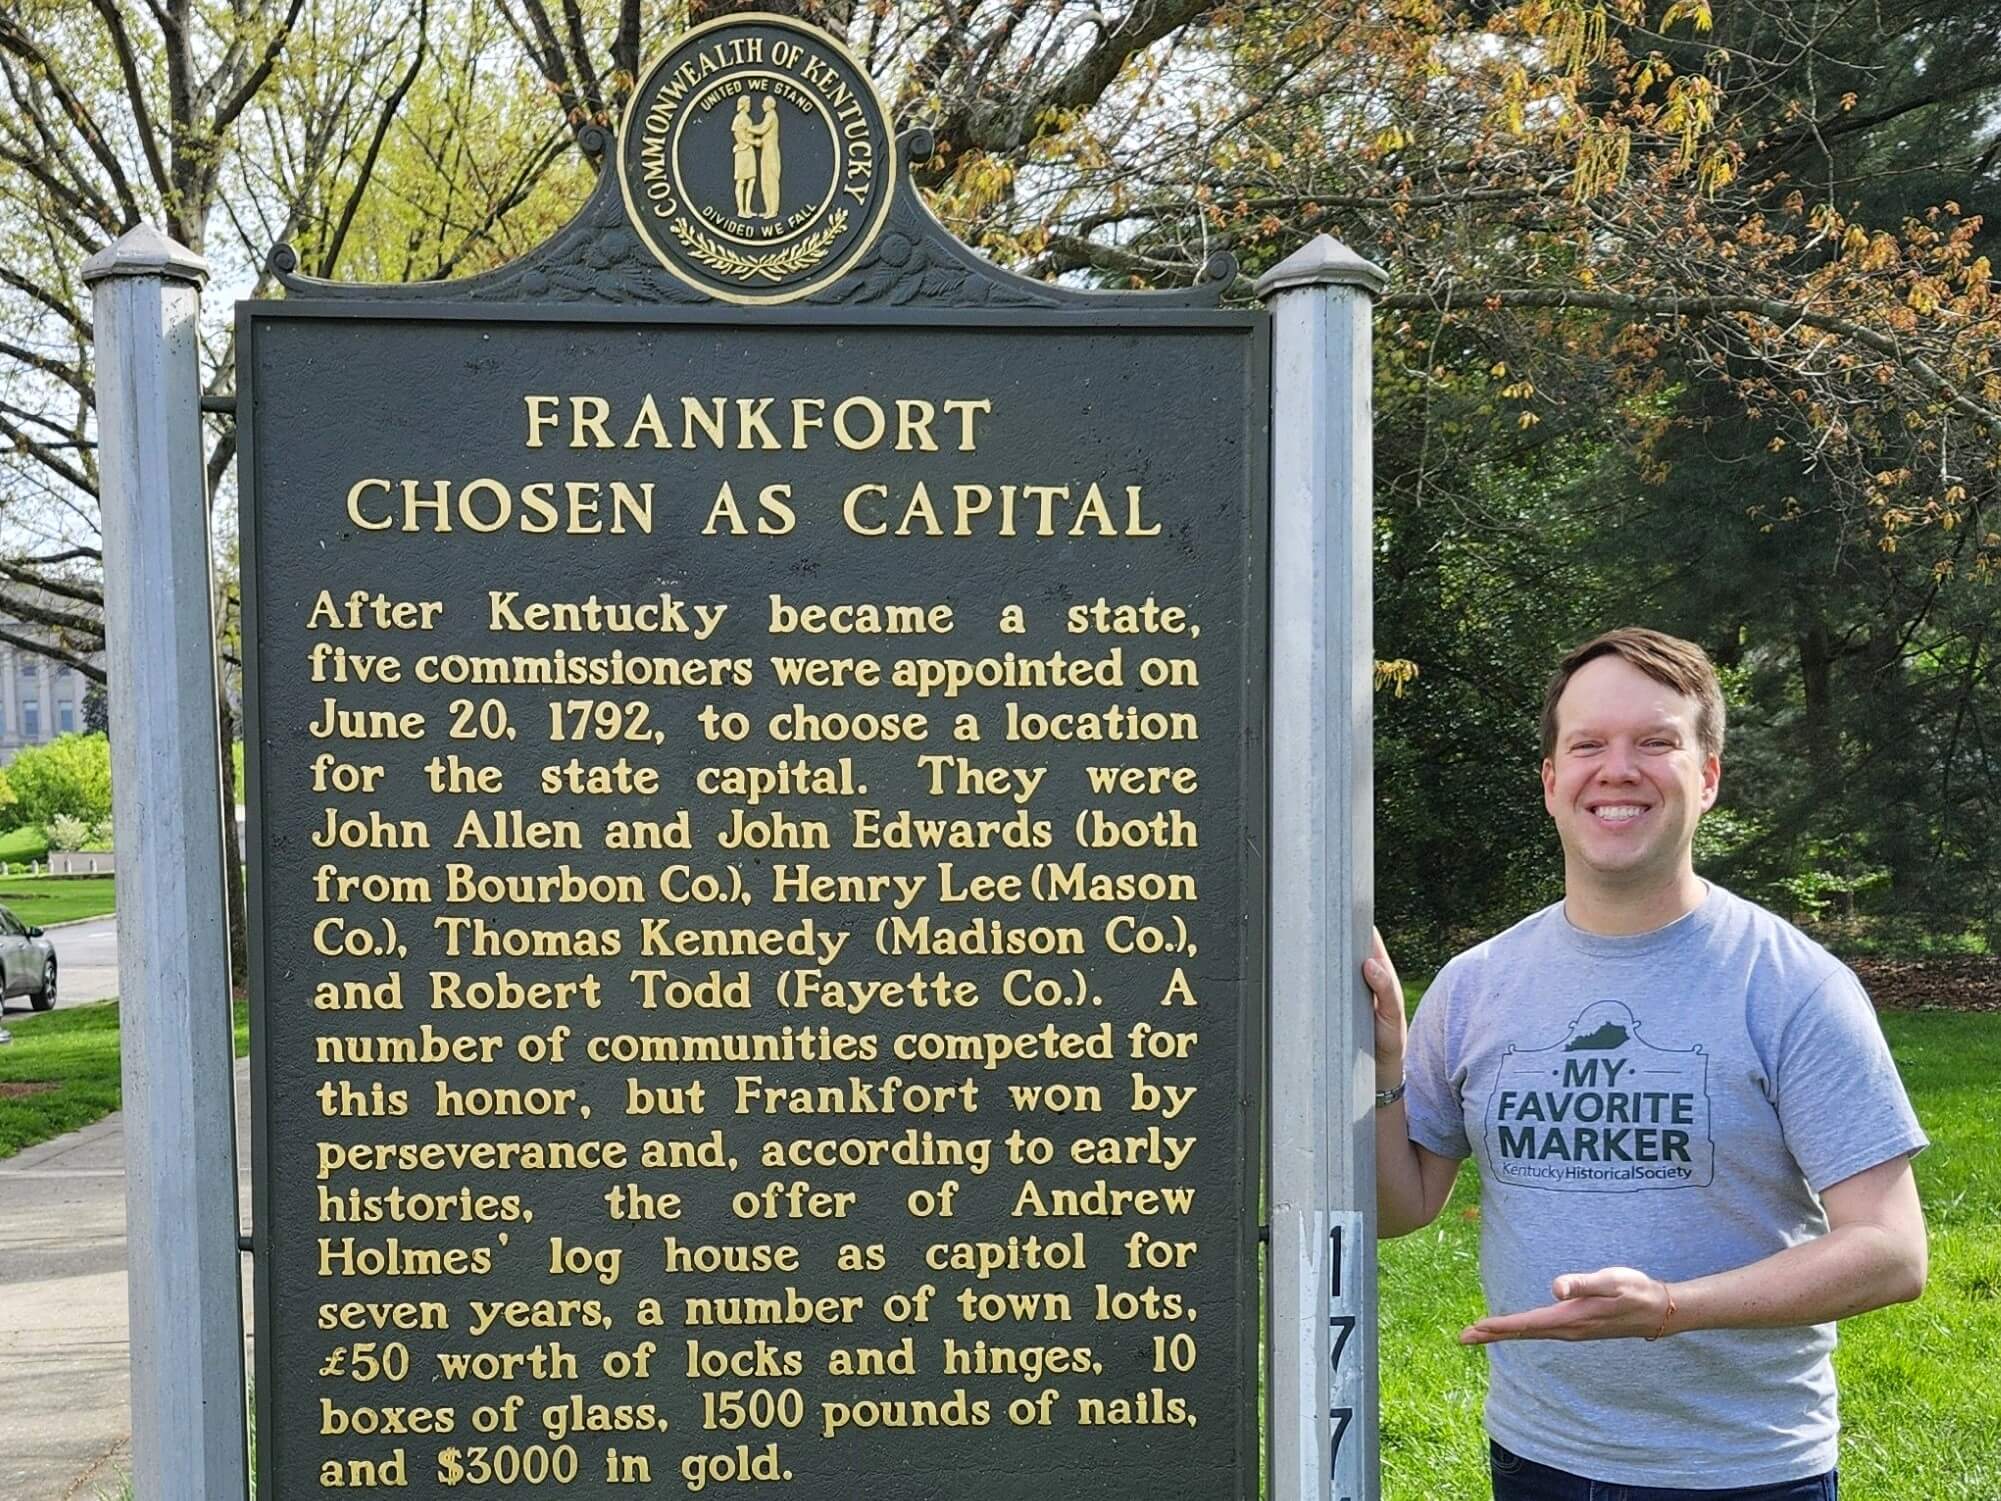 COMMONWEALTH OF KENTUCKY
UNITED WE STAND
DIVIDED WE FALL
FRANKFORT
CHOSEN AS CAPITAL
After Kentucky became a state,
five commissioners were appointed on
June 20, 1792, to choose a location
for the state capital. They were
John Allen and John Edwards (both
from Bourbon Co.), Henry Lee (Mason
Co.), Thomas Kennedy (Madison Co.),
and Robert Todd (Fayette Co.). A
number of communities competed for
this honor, but Frankfort won by
perseverance and, according to early
histories, the offer of Andrew
Holmes' log house as capitol for
seven years, a number of town lots,
£50 worth of locks and hinges, 10
boxes of glass, 1500 pounds of nails,
and $3000 in gold.
·MY·
FAVORITE
MARKER
KentuckyHistoricalSociety
1
7
7